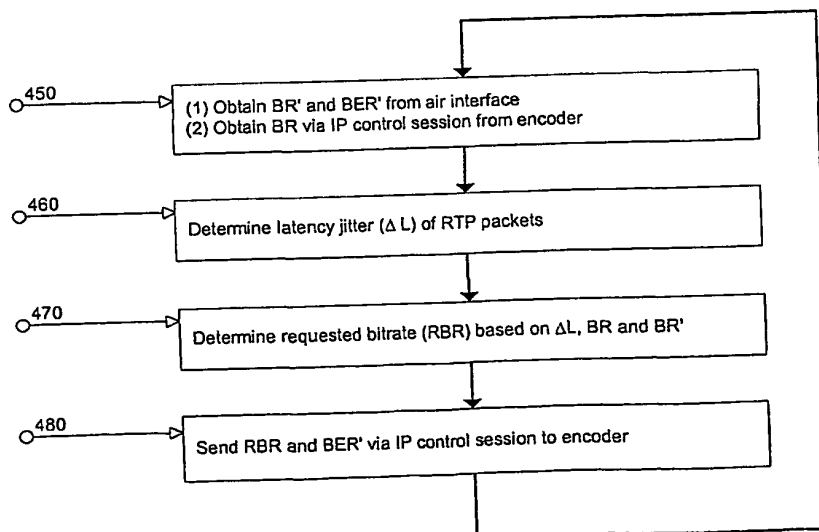 450
(1) Obtain BR' and BER' from air interface
(2) Obtain BR via IP control session from encoder
460
Determine latency jitter (Δ L) of RTP packets
470
Determine requested bitrate (RBR) based on ΔL, BR and BR'
480
Send RBR and BER' via IP control session to encoder